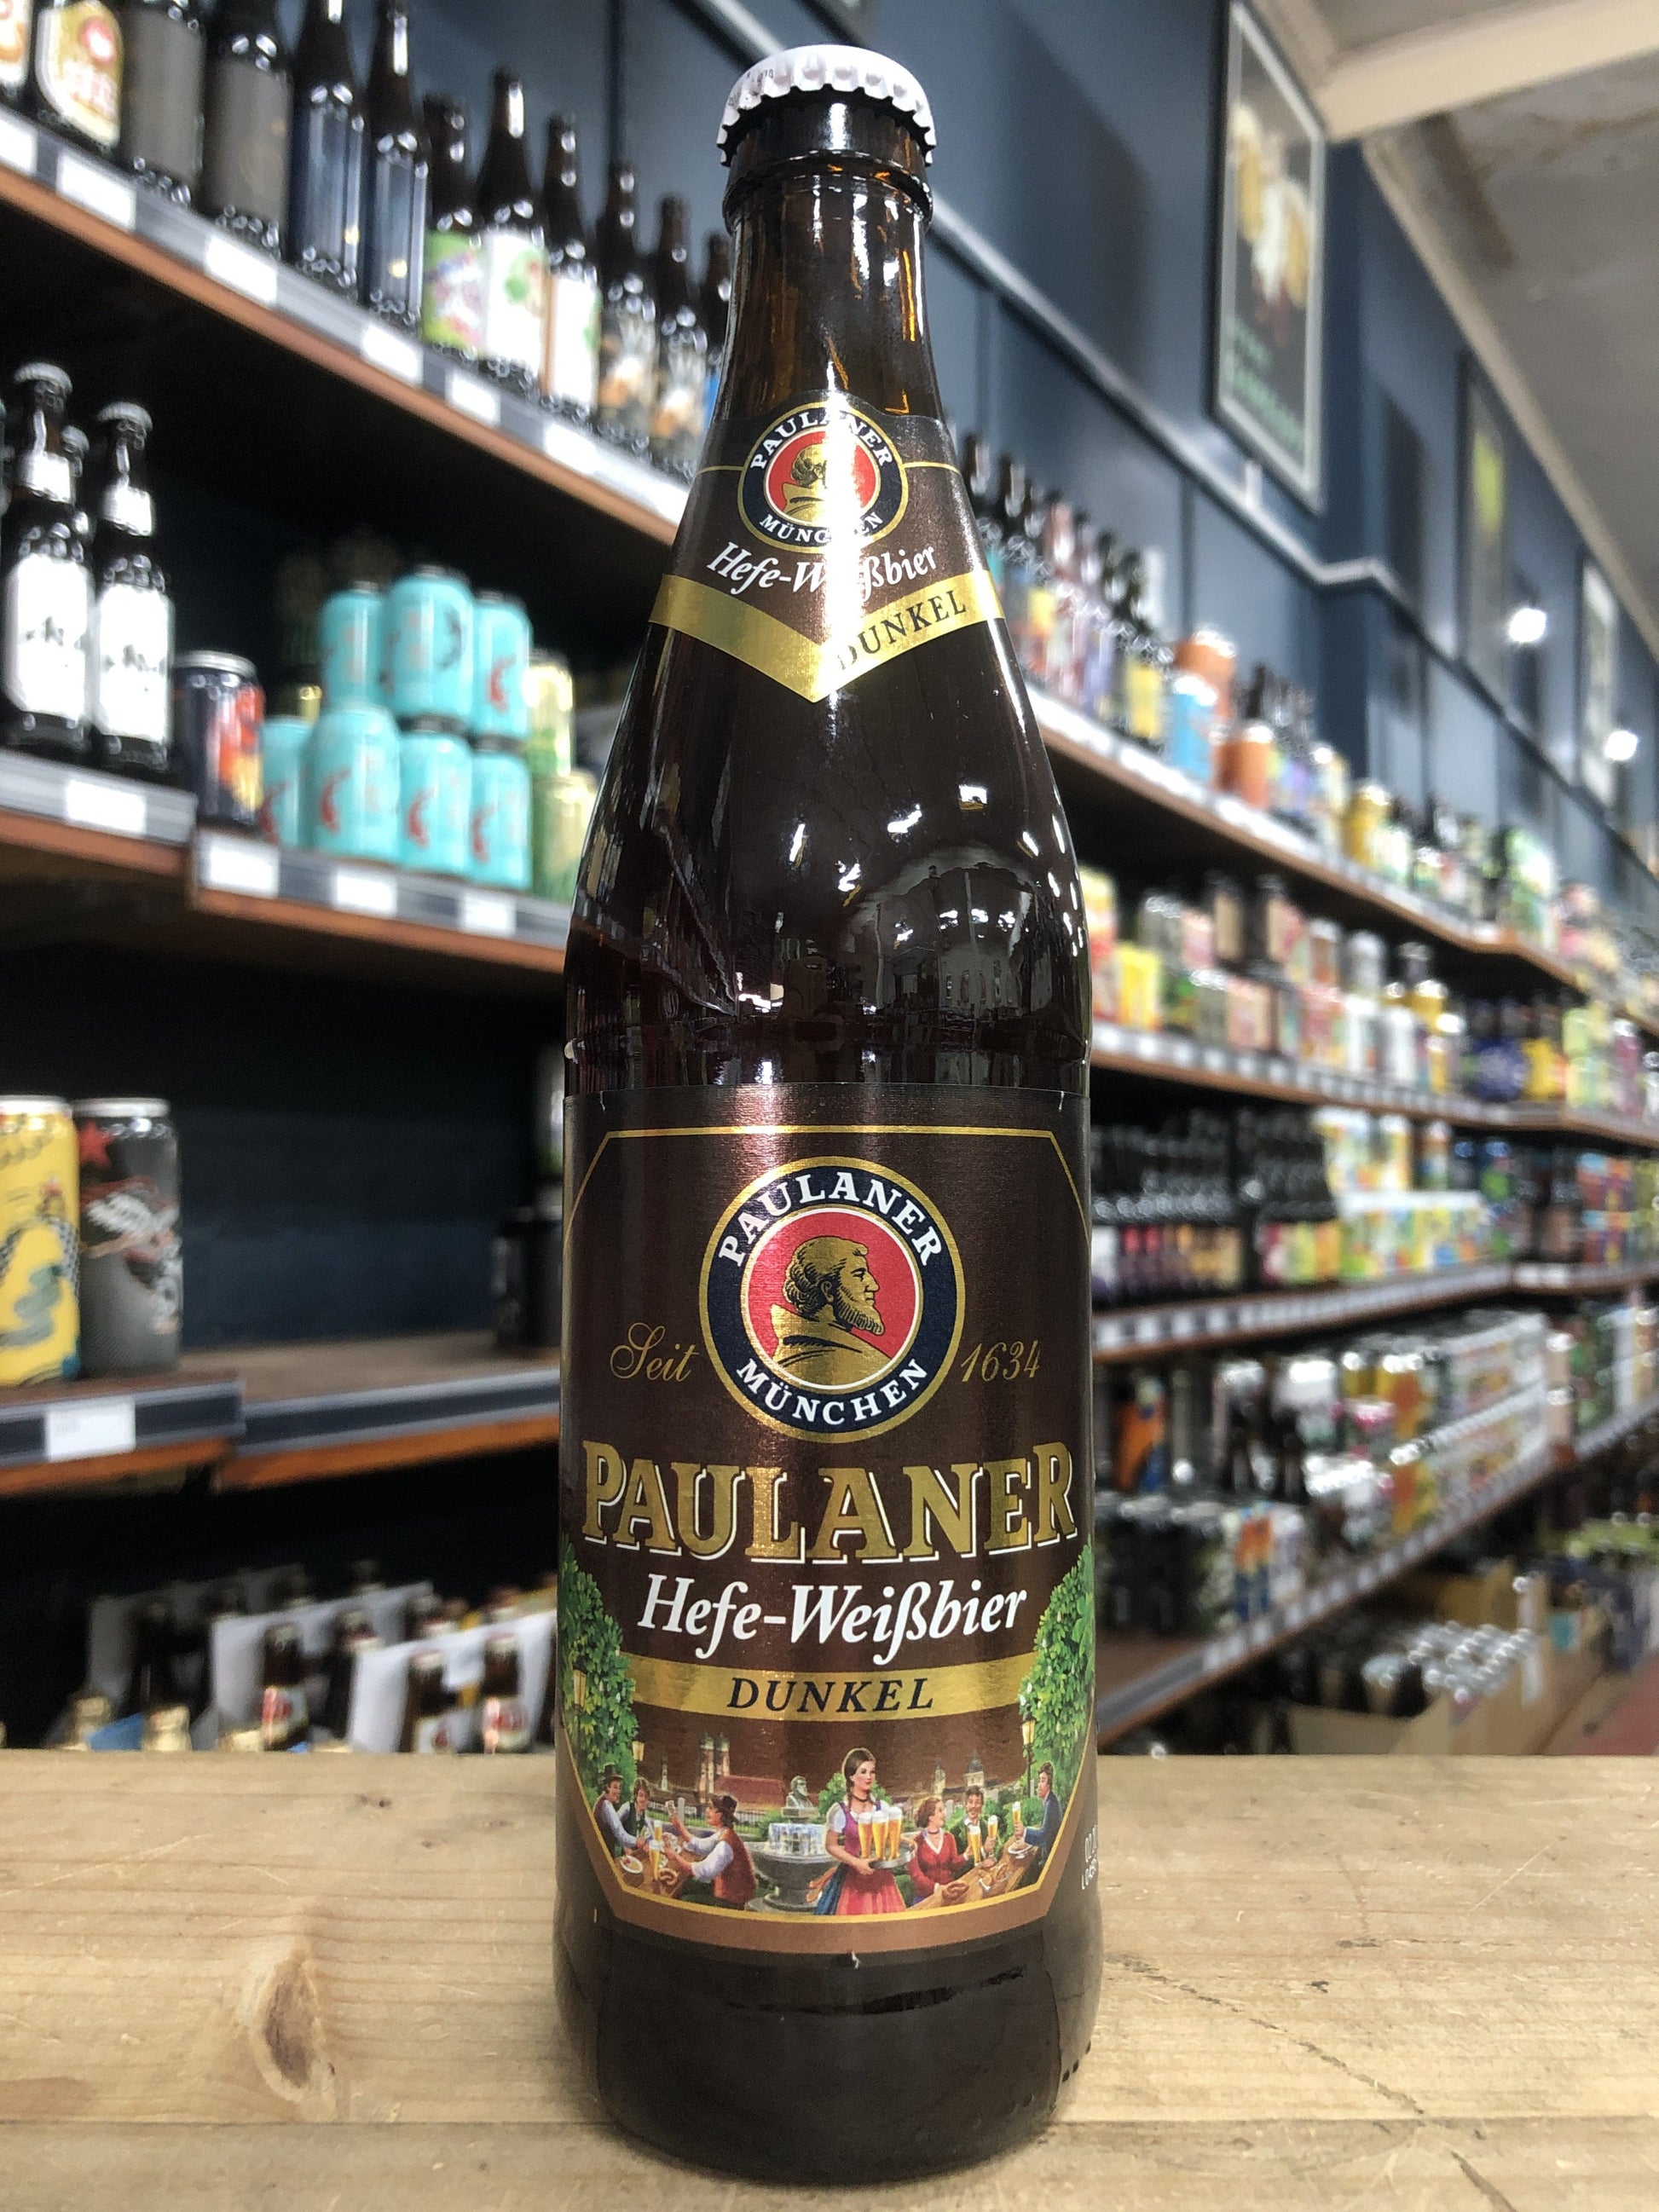 PAULANER
MÜNCHEN
Hefe-Weißbier
DUNKEL
PAULANER
Seit 1634
MÜNCHEN
PAULANER
Hefe-Weißbier
DUNKEL